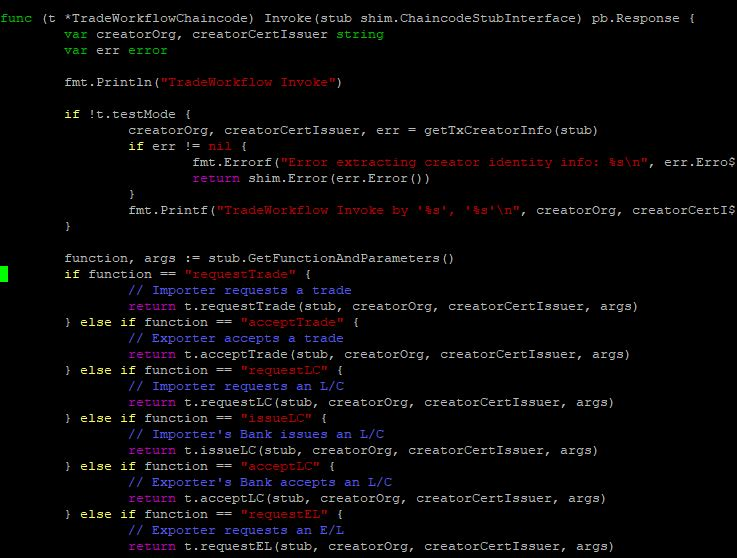 func (t *TradeWorkflowChaincode) Invoke(stub shim.ChaincodeStubInterface) pb.Response {
        var creatorOrg, creatorCertIssuer string
        var err error

        fmt.Println("TradeWorkflow Invoke")

        if !t.testMode {
                creatorOrg, creatorCertIssuer, err = getTxCreatorInfo(stub)
                if err != nil {
                        fmt.Errorf("Error extracting creator identity info: %s\n", err.Erro$
                        return shim.Error(err.Error())
                }
                fmt.Printf("TradeWorkflow Invoke by '%s', '%s'\n", creatorOrg, creatorCertI$
        }

        function, args := stub.GetFunctionAndParameters()
        if function == "requestTrade" {
                // Importer requests a trade
                return t.requestTrade(stub, creatorOrg, creatorCertIssuer, args)
        } else if function == "acceptTrade" {
                // Exporter accepts a trade
                return t.acceptTrade(stub, creatorOrg, creatorCertIssuer, args)
        } else if function == "requestLC" {
                // Importer requests an L/C
                return t.requestLC(stub, creatorOrg, creatorCertIssuer, args)
        } else if function == "issueLC" {
                // Importer's Bank issues an L/C
                return t.issueLC(stub, creatorOrg, creatorCertIssuer, args)
        } else if function == "acceptLC" {
                // Exporter's Bank accepts an L/C
                return t.acceptLC(stub, creatorOrg, creatorCertIssuer, args)
        } else if function == "requestEL" {
                // Exporter requests an E/L
                return t.requestEL(stub, creatorOrg, creatorCertIssuer, args)